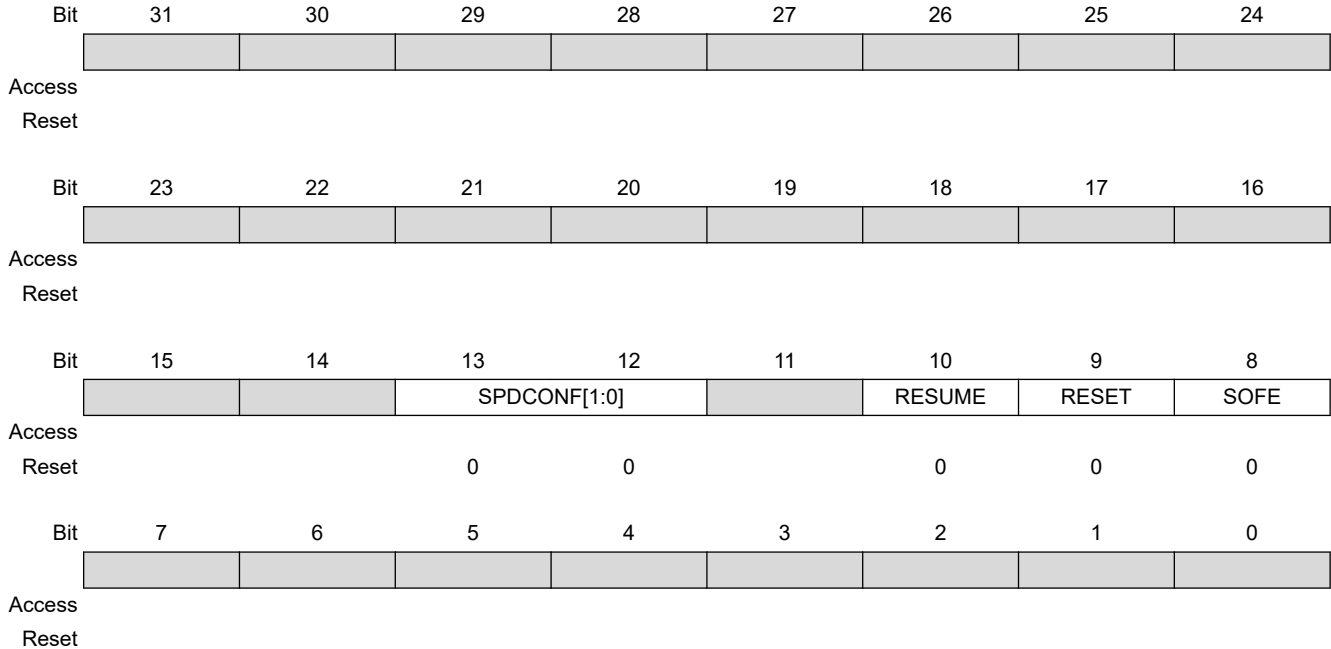 Bit 31 30 29 28 27 26 25 24
Access
Reset
Bit 23 22 21 20 19 18 17 16
Access
Reset
Bit 15 14 13 12 11 10 9 8
SPDCONF[1:0] RESUME RESET SOFE
Access
Reset 0 0 0 0 0
Bit 7 6 5 4 3 2 1 0
Access
Reset